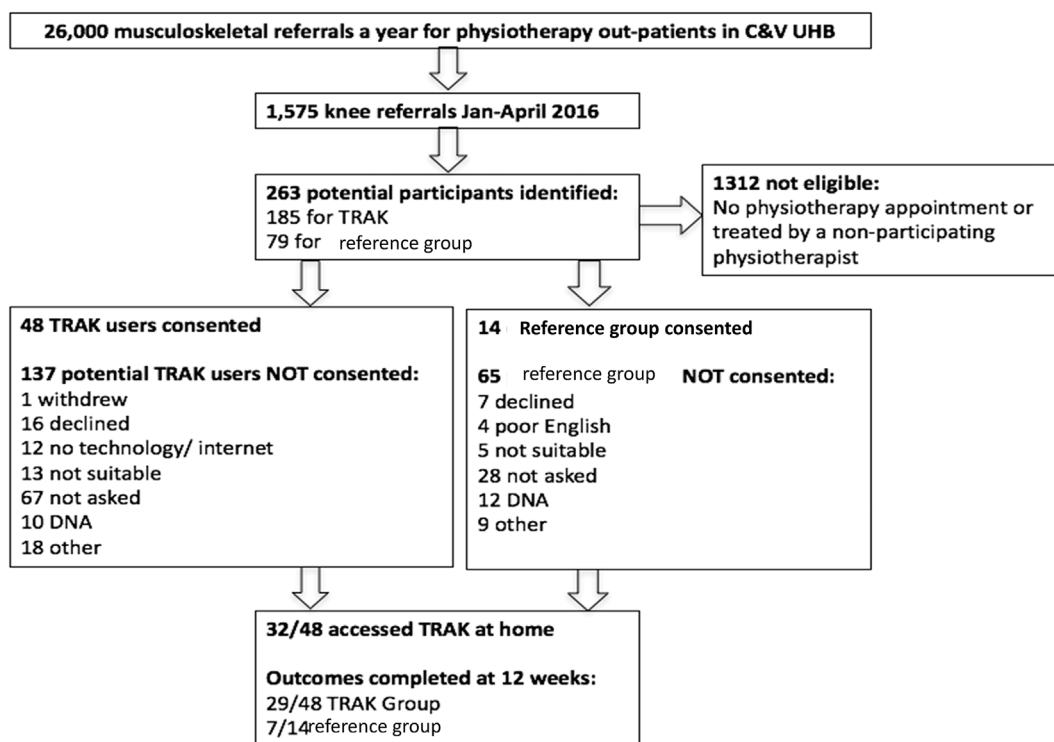 26,000 musculoskeletal referrals a year for physiotherapy out-patients in C&V UHB
1,575 knee referrals Jan-April 2016
263 potential participants identified:
185 for TRAK
79 for reference group
1312 not eligible:
No physiotherapy appointment or
treated by a non-participating
physiotherapist
48 TRAK users consented
137 potential TRAK users NOT consented:
1 withdrew
16 declined
12 no technology/ internet
13 not suitable
67 not asked
10 DNA
18 other
14 Reference group consented
65 reference group NOT consented:
7 declined
4 poor English
5 not suitable
28 not asked
12 DNA
9 other
32/48 accessed TRAK at home
Outcomes completed at 12 weeks:
29/48 TRAK Group
7/14reference group